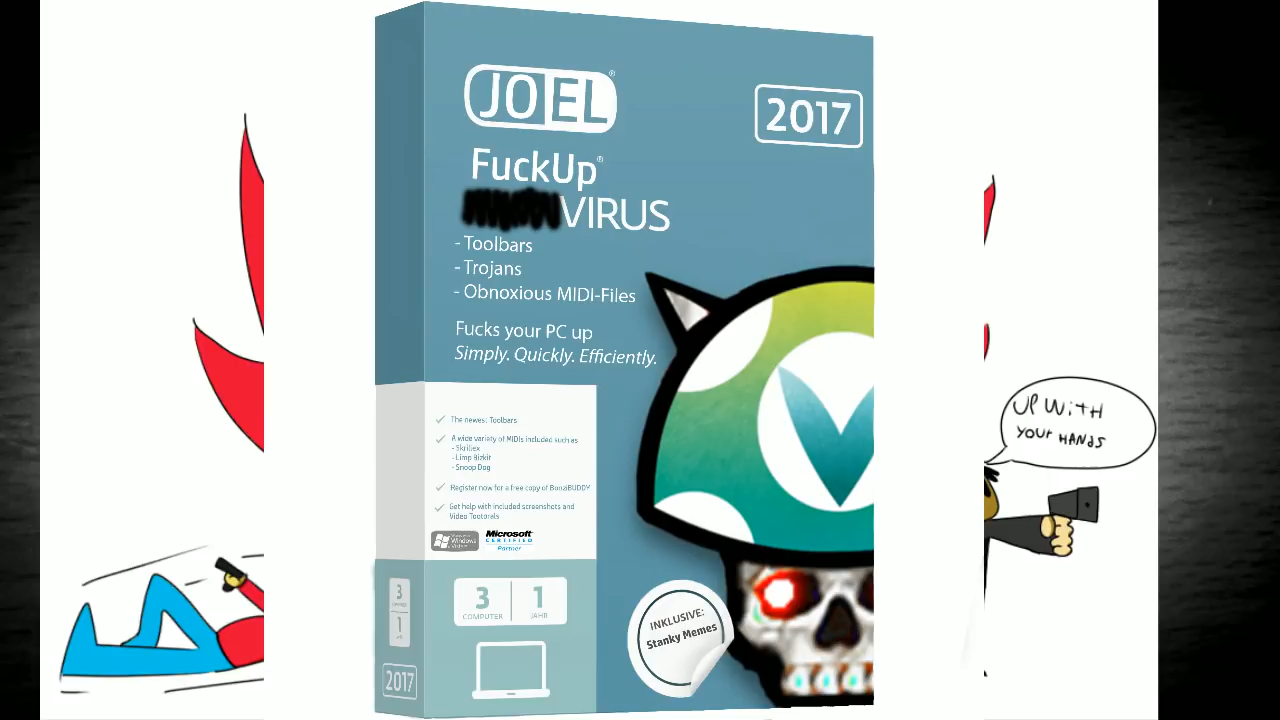 JOEL®
2017
FuckUp®
VIRUS
- Toolbars
- Trojans
- Obnoxious MIDI-Files
Fucks your PC up
Simply. Quickly. Efficiently.
The newest Toolbars
A wide variety of MIDIs included such as
- Skrillex
- Limp Bizkit
- Snoop Dog
Register now for a free copy of BonziBUDDY
Get help with included screenshots and
Video Tootorals
Windows
Vista
Microsoft
CERTIFIED
Partner
3
COMPUTER
1
JAHR
3
1
2017
INKLUSIVE:
Stanky Memes
UP WITH
YOUR HANDS